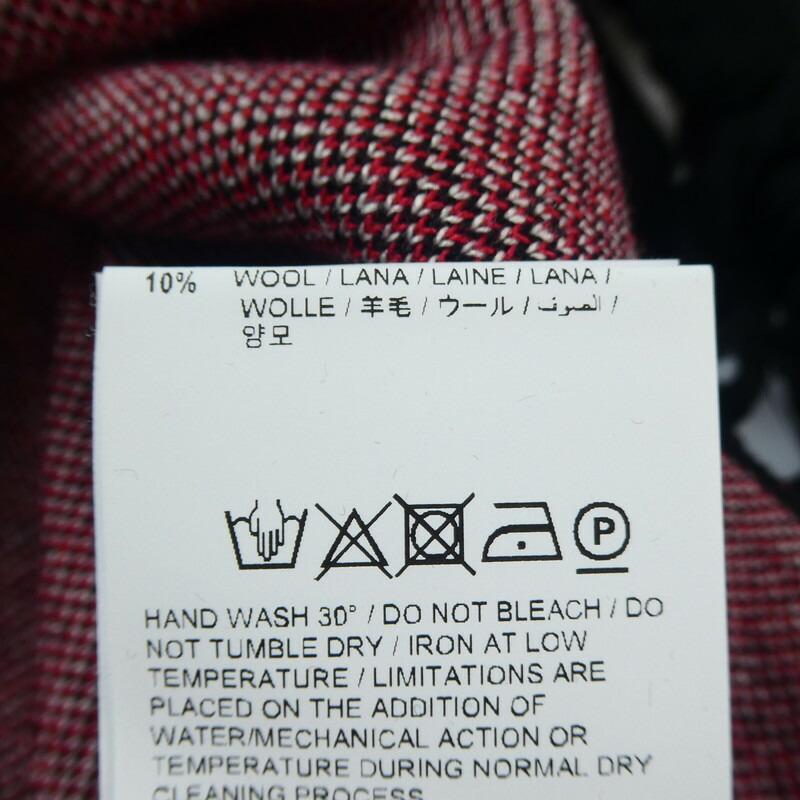 10% WOOL / LANA / LAINE / LANA /
WOLLE / 羊毛 / ウール / الصوف /
양모
P
HAND WASH 30° / DO NOT BLEACH / DO
NOT TUMBLE DRY / IRON AT LOW
TEMPERATURE / LIMITATIONS ARE
PLACED ON THE ADDITION OF
WATER/MECHANICAL ACTION OR
TEMPERATURE DURING NORMAL DRY
CLEANING PROCESS